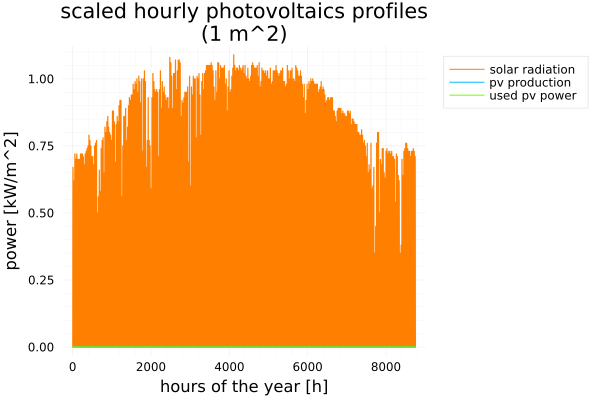 scaled hourly photovoltaics profiles
(1 m^2)
solar radiation
pv production
used pv power
power [kW/m^2]
1.00
0.75
0.50
0.25
0.00
0
2000
4000
6000
8000
hours of the year [h]